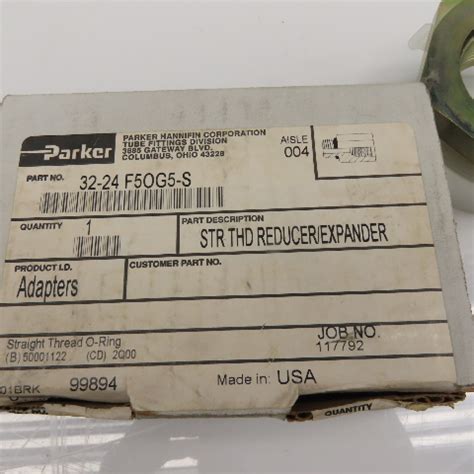 Parker
PARKER HANNIFIN CORPORATION
TUBE FITTINGS DIVISION
3885 GATEWAY BLVD.
COLUMBUS, OHIO 43228
AISLE
004
PART NO.
32-24 F5OG5-S
QUANTITY
1
PART DESCRIPTION
STR THD REDUCER/EXPANDER
PRODUCT I.D.
Adapters
CUSTOMER PART NO.
Straight Thread O-Ring
(B) 50001122 (CD) 2Q00
JOB NO.
117792
01BRK
99894
Made in: USA
QUANTITY